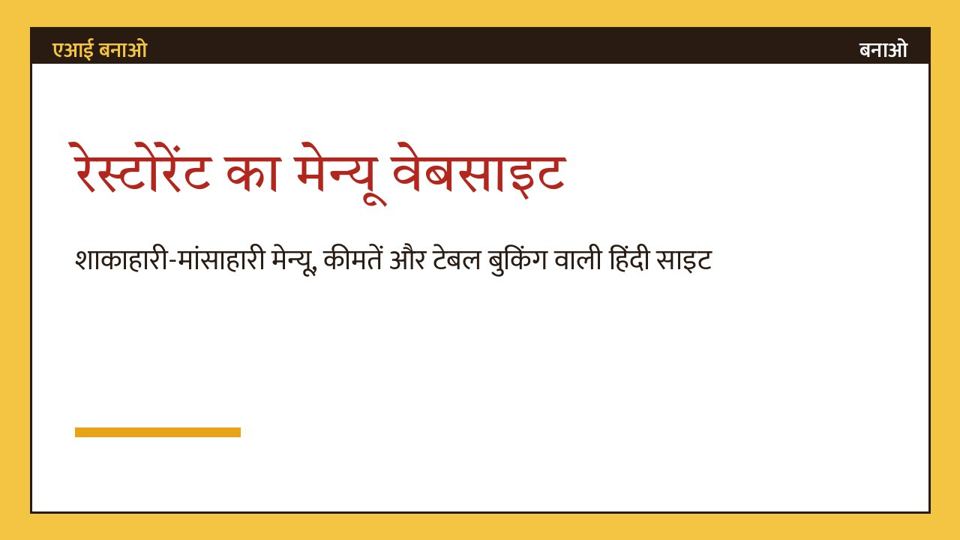 एआई बनाओ
बनाओ
रेस्टोरेंट का मेन्यू वेबसाइट
शाकाहारी-मांसाहारी मेन्यू, कीमतें और टेबल बुकिंग वाली हिंदी साइट